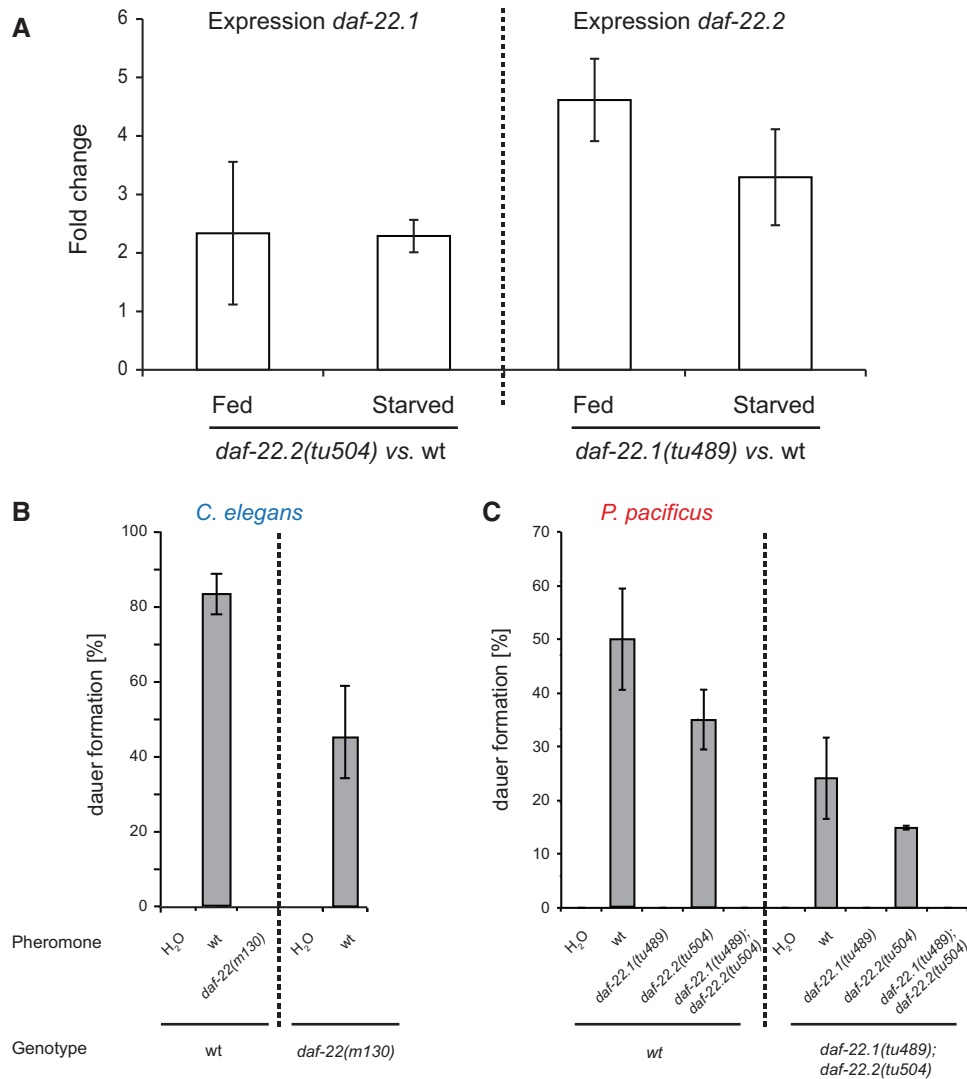 A
Expression daf-22.1
Expression daf-22.2
Fold change
6
5
4
3
2
1
0
Fed
Starved
Fed
Starved
daf-22.2(tu504) vs. wt
daf-22.1(tu489) vs. wt
B
C. elegans
dauer formation [%]
100
80
60
40
20
0
Pheromone
H2O
wt
daf-22(m130)
H2O
wt
Genotype
wt
daf-22(m130)
C
P. pacificus
dauer formation [%]
70
60
50
40
30
20
10
0
H2O
wt
daf-22.1(tu489)
daf-22.2(tu504)
daf-22.1(tu489);
daf-22.2(tu504)
H2O
wt
daf-22.1(tu489)
daf-22.2(tu504)
daf-22.1(tu489);
daf-22.2(tu504)
wt
daf-22.1(tu489);
daf-22.2(tu504)